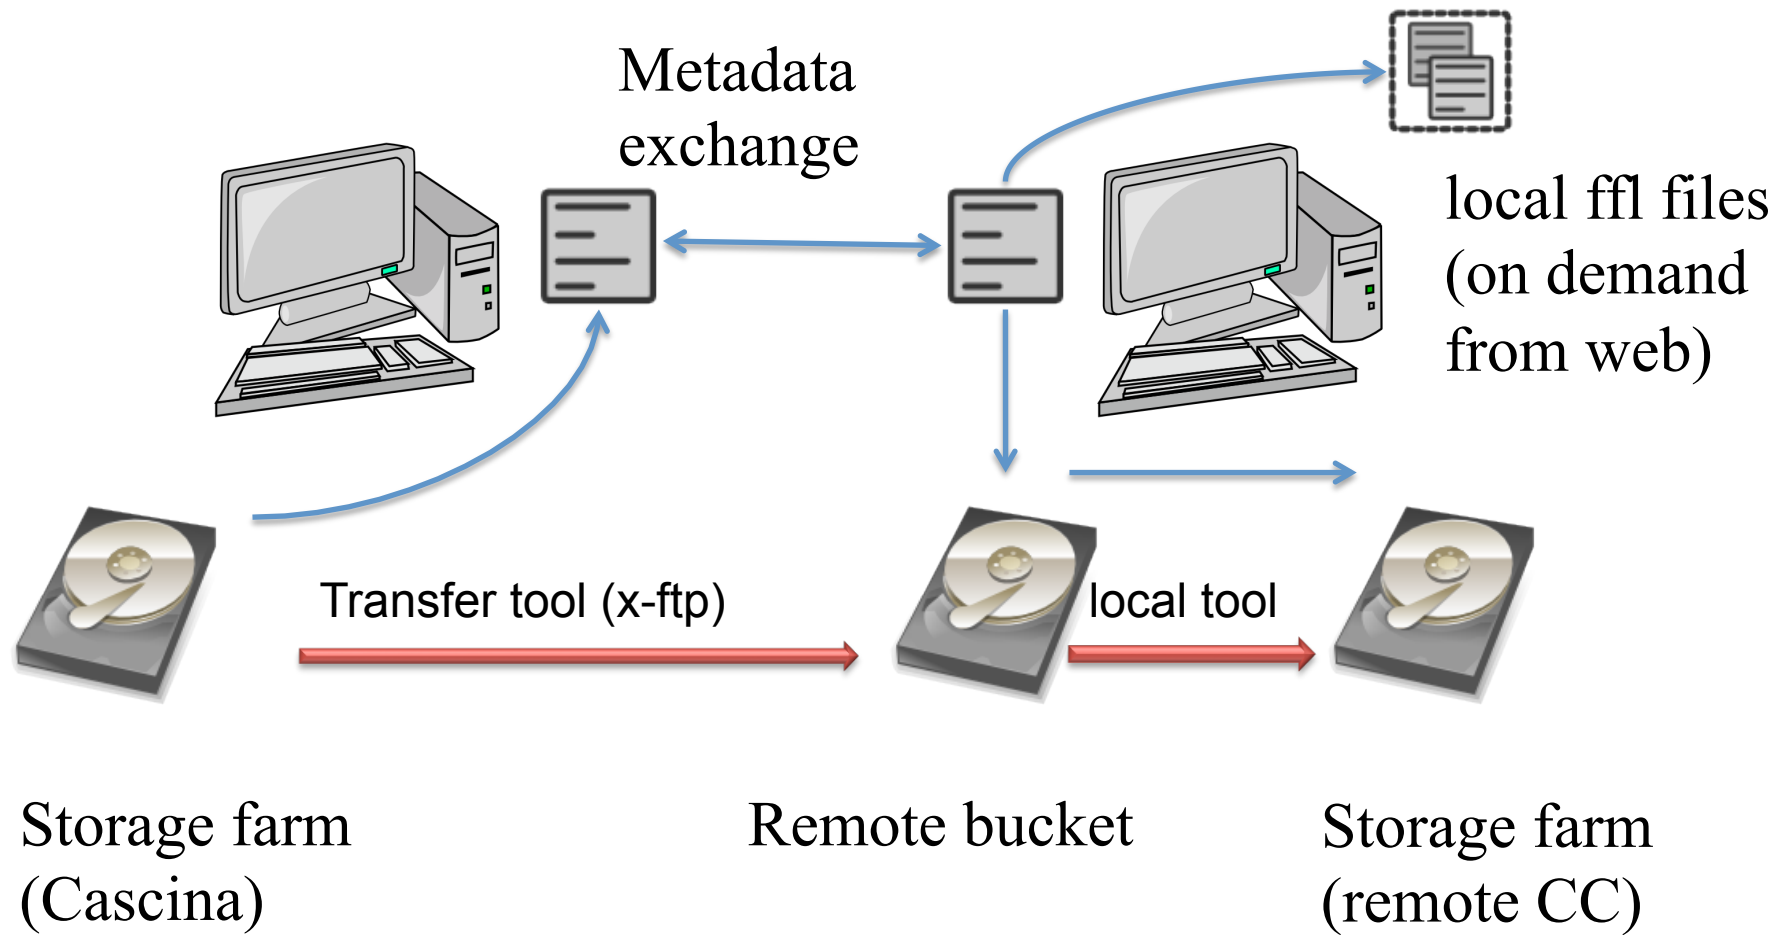 Metadata
exchange
local ffl files
(on demand
from web)
Transfer tool (x-ftp)
local tool
Storage farm
(Cascina)
Remote bucket
Storage farm
(remote CC)